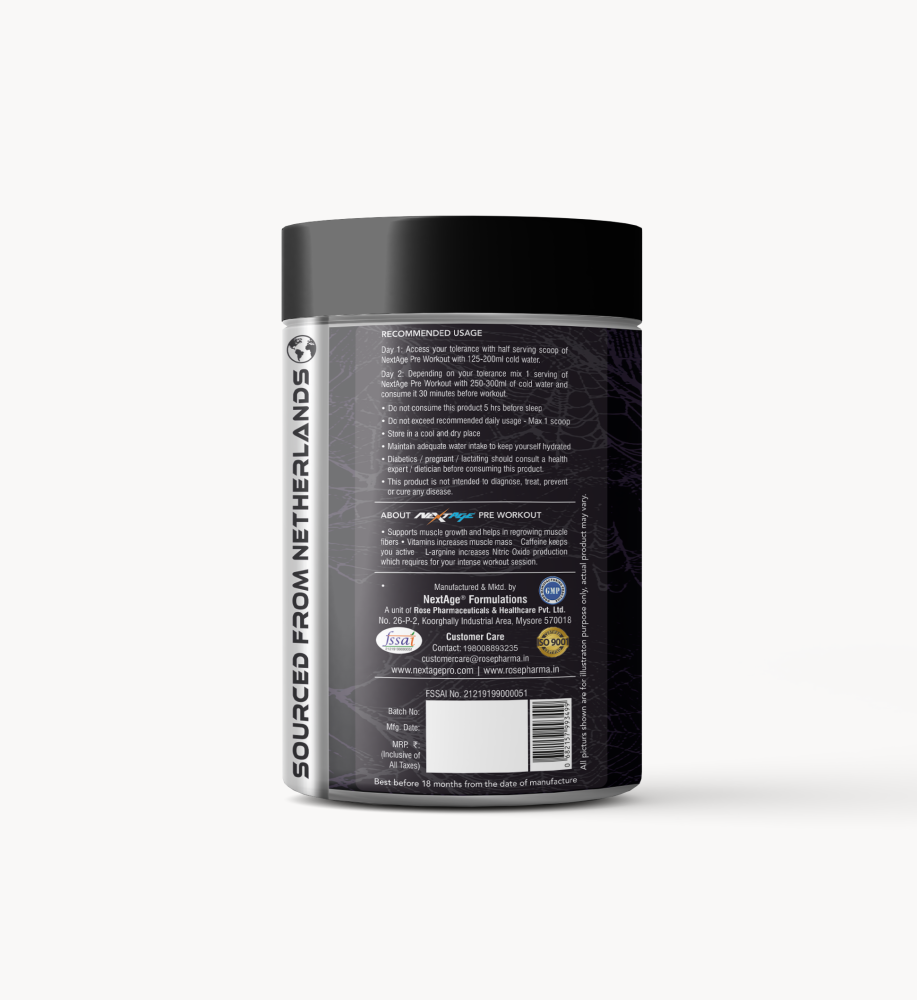 SOURCED FROM NETHERLANDS
RECOMMENDED USAGE
Day 1: Access your tolerance with half serving scoop of
NextAge Pre Workout with 125-200ml cold water.
Day 2: Depending on your tolerance mix 1 serving of
NextAge Pre Workout with 250-300ml of cold water and
consume it 30 minutes before workout
• Do not consume this product 5 hrs before sleep
• Do not exceed recommended daily usage - Max.1 scoop
• Store in a cool and dry place
• Maintain adequate water intake to keep yourself hydrated
• Diabetics / pregnant / lactating should consult a health
expert / dietician before consuming this product.
• This product is not intended to diagnose, treat, prevent
or cure any disease.
ABOUT NEXTAGE PRE WORKOUT
• Supports muscle growth and helps in regrowing muscle
fibers • Vitamins increases muscle mass Caffeine keeps
you active L-argnine increases Nitric Oxide production
which requires for your intense workout session.
• Manufactured & Mktd. by
NextAge® Formulations
A unit of Rose Pharmaceuticals & Healthcare Pvt. Ltd.
No. 26-P-2, Koorghally Industrial Area, Mysore 570018
GMP
fssai
Customer Care
Contact: 198008893235
customercare@rosepharma.in
www.nextagepro.com | www.rosepharma.in
ISO 9001
FSSAI No. 21219199000051
Batch No:
Mfg. Date:
MRP. ₹:
(Inclusive of
All Taxes)
0 682157 993499
Best before 18 months from the date of manufacture
All picturs shown are for illustraton purpose only, actual product may vary.